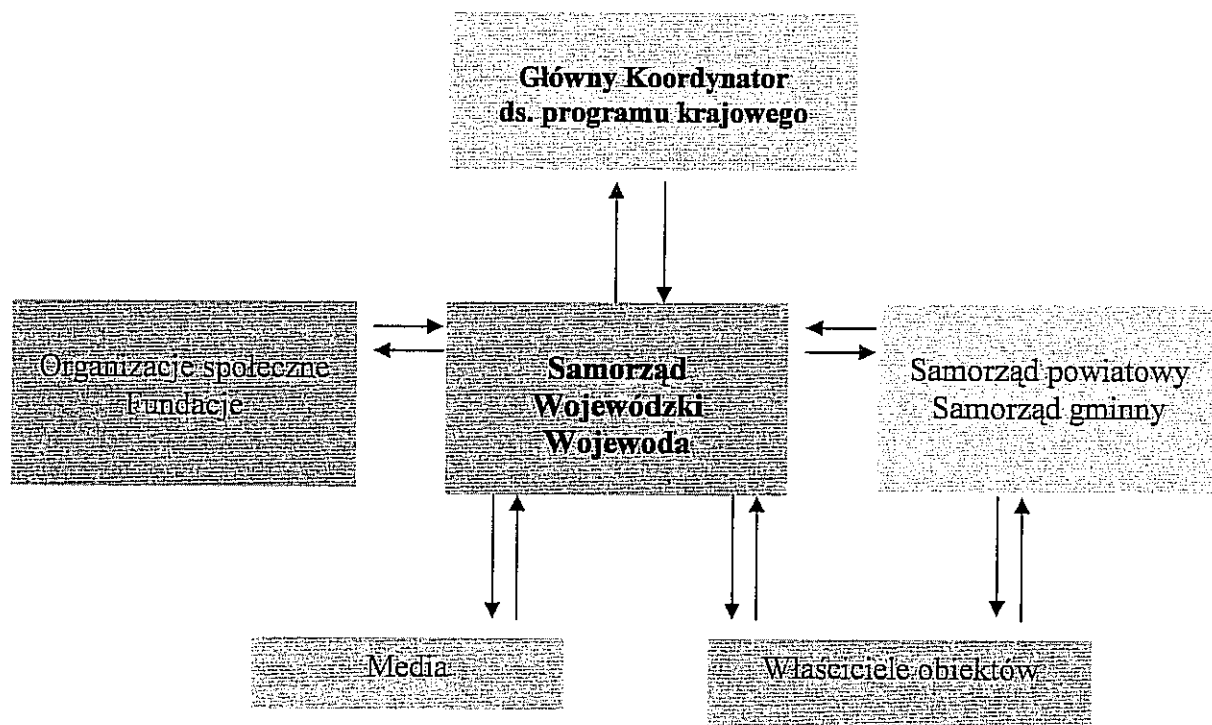 Główny Koordynator
ds. programu krajowego
Organizacje społeczne
Fundacje
Samorząd
Wojewódzki
Wojewoda
Samorząd powiatowy
Samorząd gminny
Media
Właściciele obiektów